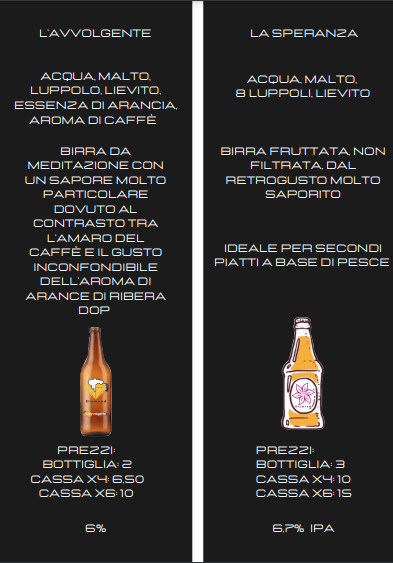 L'AVVOLGENTE
ACQUA, MALTO,
LUPPOLO, LIEVITO,
ESSENZA DI ARANCIA,
AROMA DI CAFFÈ
BIRRA DA
MEDITAZIONE CON
UN SAPORE MOLTO
PARTICOLARE
DOVUTO AL
CONTRASTO TRA
L'AMARO DEL
CAFFÈ E IL GUSTO
INCONFONDIBILE
DELL'AROMA DI
ARANCE DI RIBERA
DOP
PREZZI:
BOTTIGLIA: 2
CASSA X4: 6,50
CASSA X6: 10
6%
LA SPERANZA
ACQUA, MALTO,
8 LUPPOLI, LIEVITO
BIRRA FRUTTATA, NON
FILTRATA, DAL
RETROGUSTO MOLTO
SAPORITO
IDEALE PER SECONDI
PIATTI A BASE DI PESCE
PREZZI:
BOTTIGLIA: 3
CASSA X4: 10
CASSA X6: 15
6,7% IPA